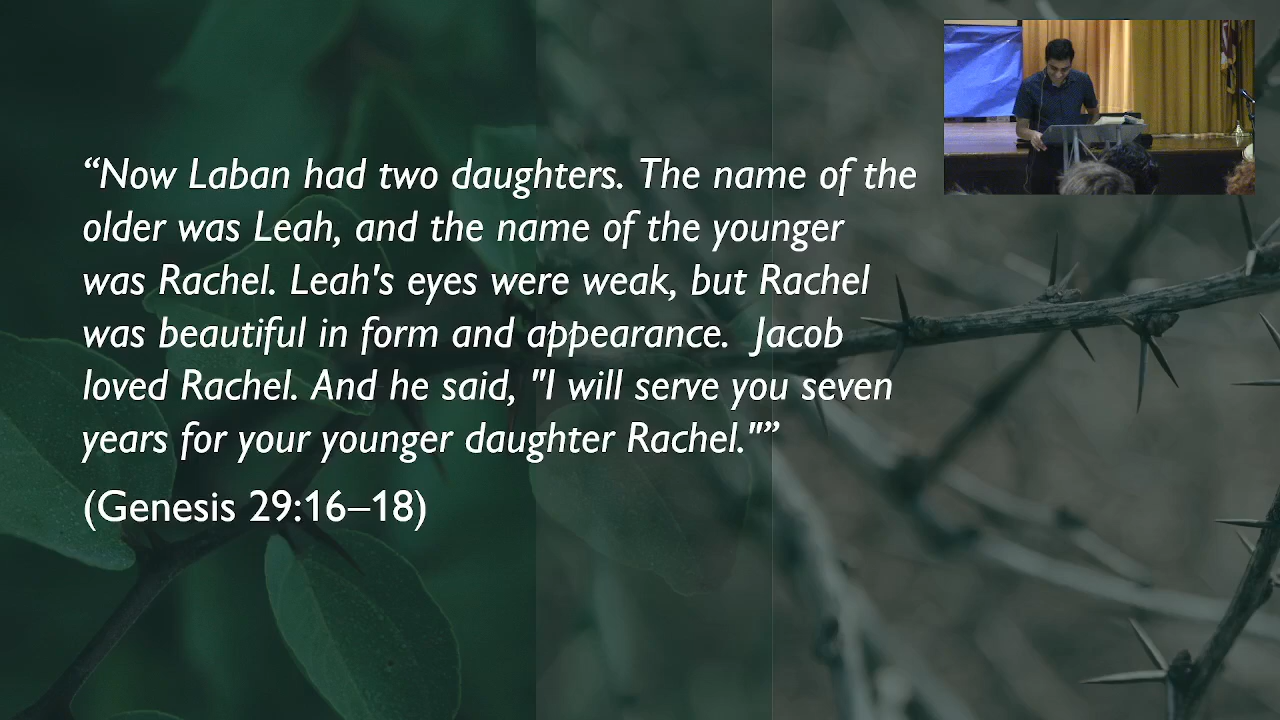 “Now Laban had two daughters. The name of the
older was Leah, and the name of the younger
was Rachel. Leah's eyes were weak, but Rachel
was beautiful in form and appearance.  Jacob
loved Rachel. And he said, "I will serve you seven
years for your younger daughter Rachel."”
(Genesis 29:16–18)